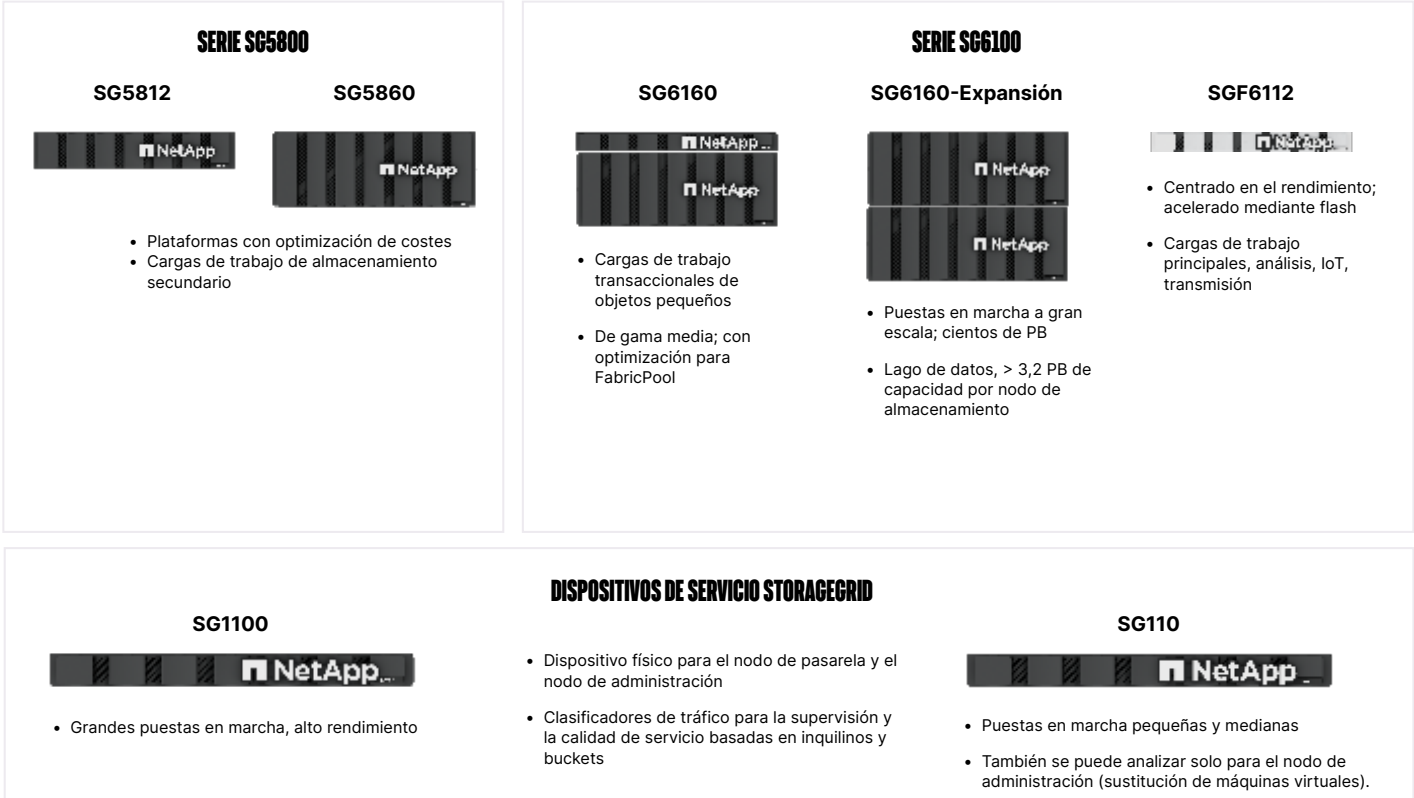 SERIE SG5800
SG5812
SG5860
NetApp
NetApp
• Plataformas con optimización de costes
• Cargas de trabajo de almacenamiento
secundario
SERIE SG6100
SG6160
NetApp
NetApp
• Cargas de trabajo
transaccionales de
objetos pequeños
• De gama media; con
optimización para
FabricPool
SG6160-Expansión
NetApp
NetApp
• Puestas en marcha a gran
escala; cientos de PB
• Lago de datos, > 3,2 PB de
capacidad por nodo de
almacenamiento
SGF6112
NetApp
• Centrado en el rendimiento;
acelerado mediante flash
• Cargas de trabajo
principales, análisis, IoT,
transmisión
DISPOSITIVOS DE SERVICIO STORAGEGRID
SG1100
NetApp
• Grandes puestas en marcha, alto rendimiento
• Dispositivo físico para el nodo de pasarela y el
nodo de administración
• Clasificadores de tráfico para la supervisión y
la calidad de servicio basadas en inquilinos y
buckets
SG110
NetApp
• Puestas en marcha pequeñas y medianas
• También se puede analizar solo para el nodo de
administración (sustitución de máquinas virtuales).